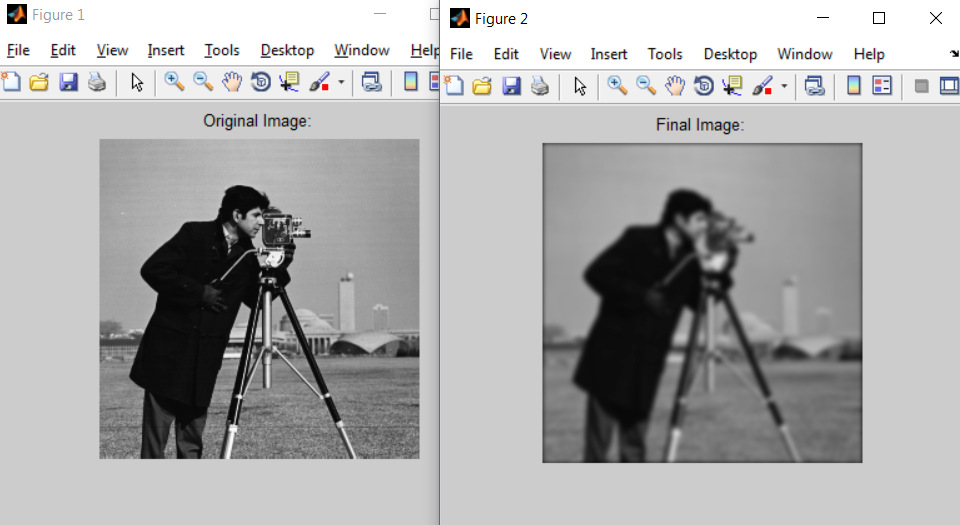 Figure 1
File Edit View Insert Tools Desktop Window Help
Original Image:
Figure 2
File Edit View Insert Tools Desktop Window Help
Final Image: